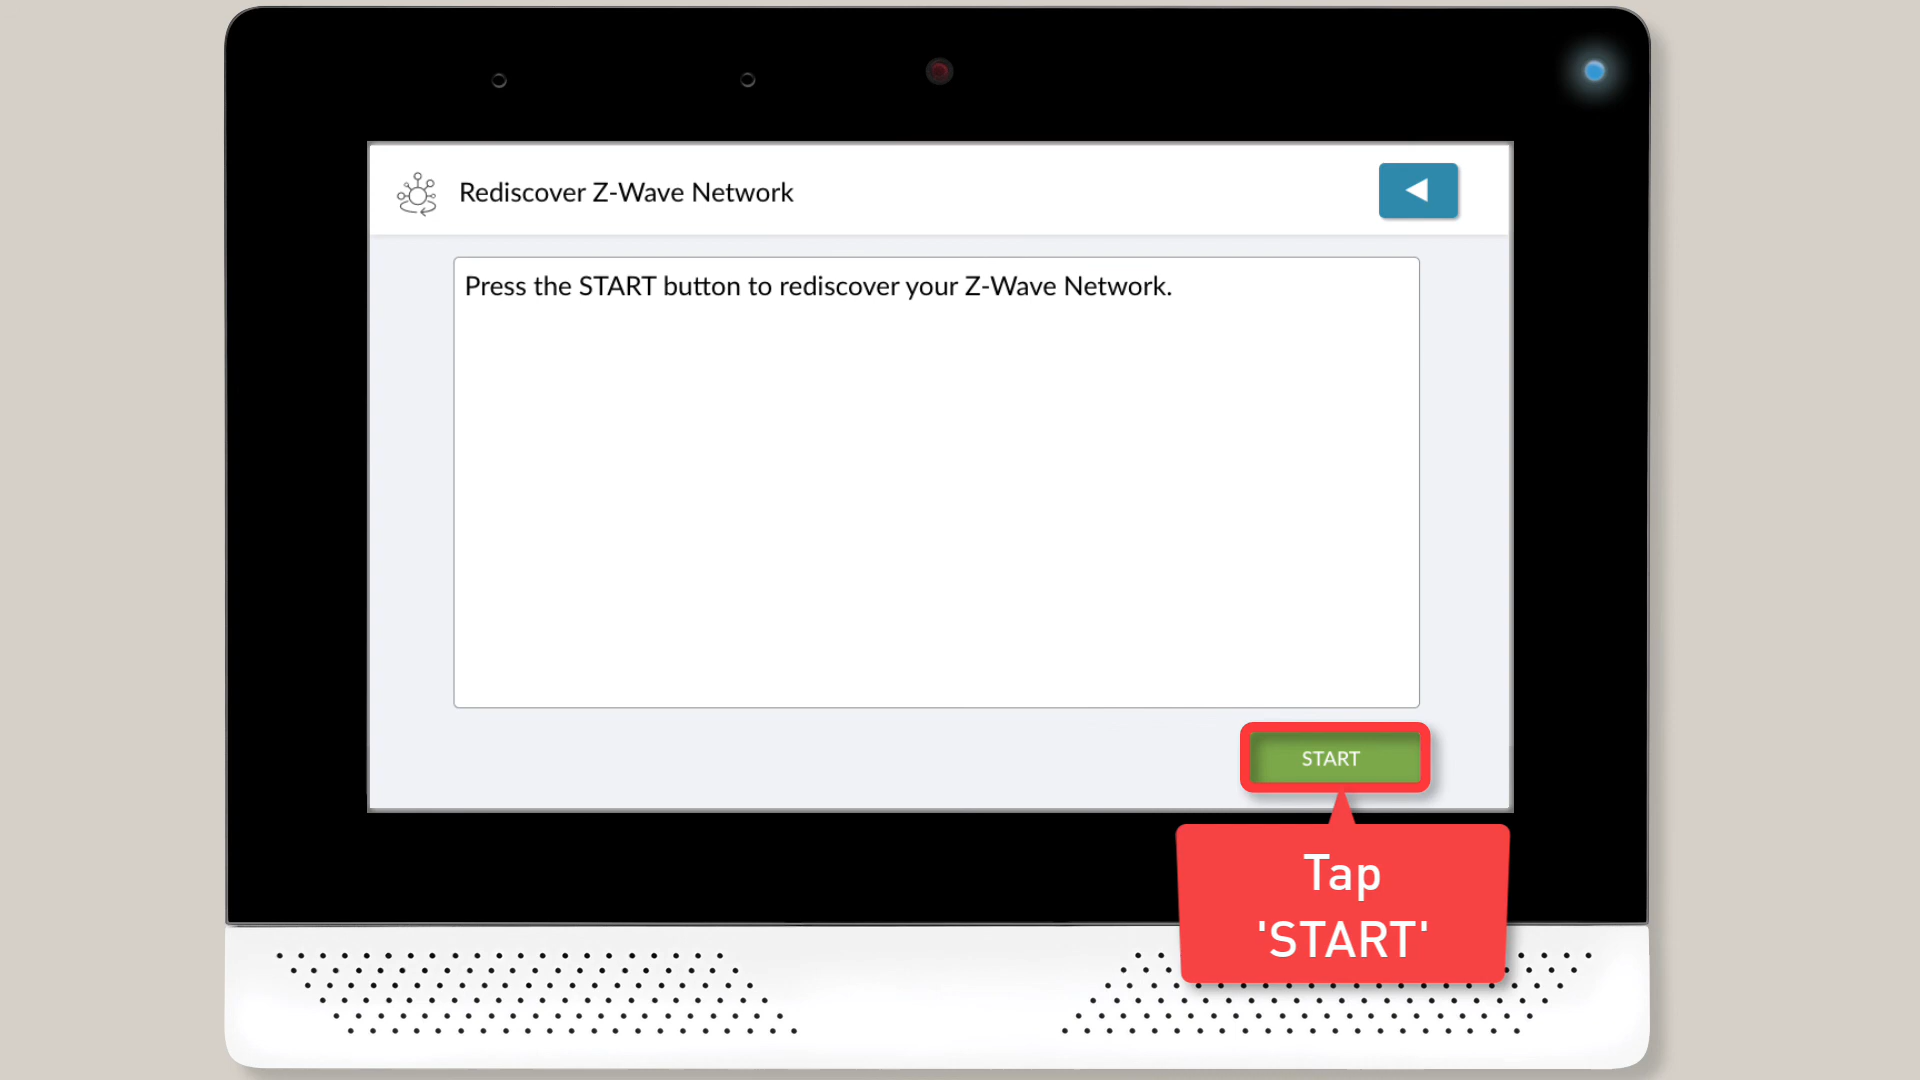 Rediscover Z-Wave Network
Press the START button to rediscover your Z-Wave Network.
START
Tap
'START'